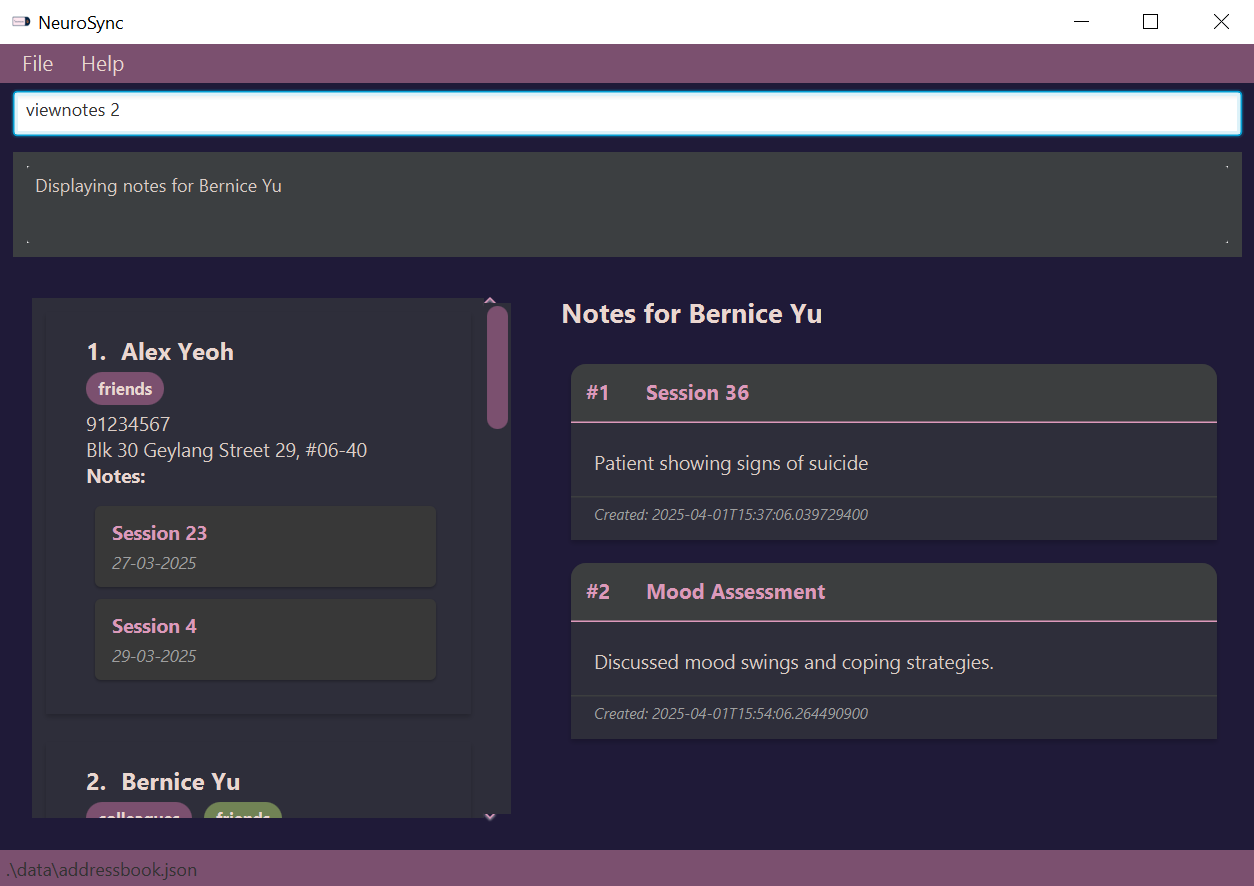 NeuroSync
File Help
viewnotes 2
Displaying notes for Bernice Yu
1. Alex Yeoh
friends
91234567
Blk 30 Geylang Street 29, #06-40
Notes:
Session 23
27-03-2025
Session 4
29-03-2025
2. Bernice Yu
colleagues friends
Notes for Bernice Yu
#1 Session 36
Patient showing signs of suicide
Created: 2025-04-01T15:37:06.039729400
#2 Mood Assessment
Discussed mood swings and coping strategies.
Created: 2025-04-01T15:54:06.264490900
.\data\addressbook.json